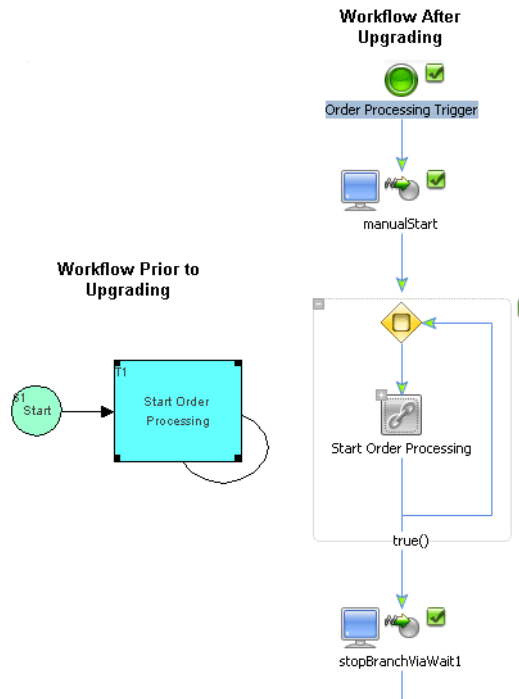 Workflow After
Upgrading
Order Processing Trigger
manualStart
Workflow Prior to
Upgrading
S1
Start
T1
Start Order
Processing
Start Order Processing
true()
stopBranchViaWait1